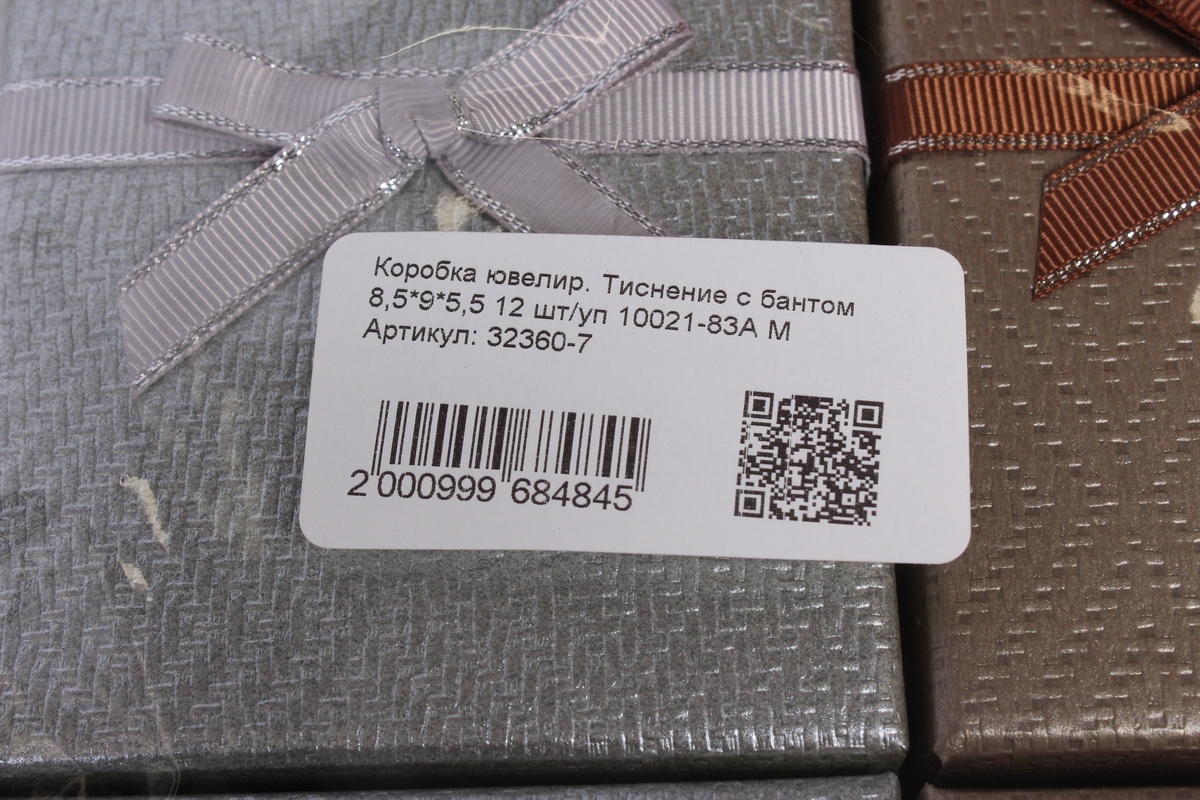 Коробка ювелир. Тиснение с бантом
8,5*9*5,5 12 шт/уп 10021-83А М
Артикул: 32360-7
2 000999 684845